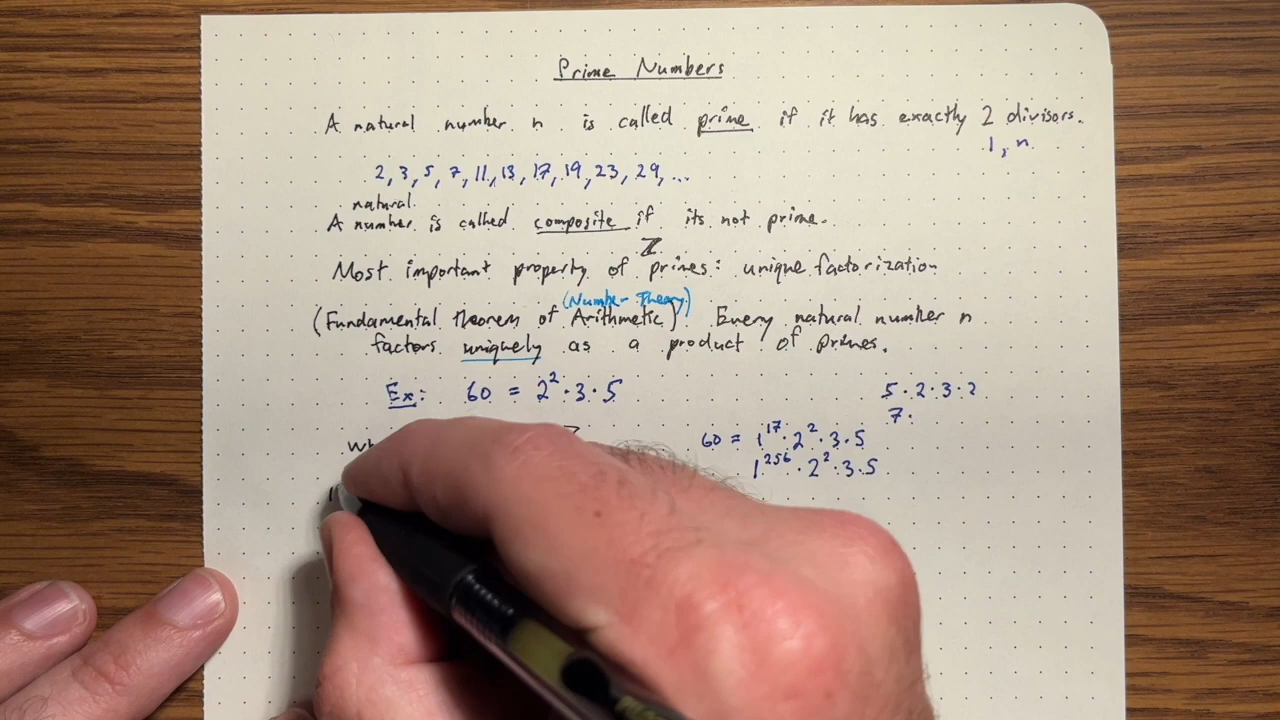 Prime Numbers
A natural number n is called prime if it has exactly 2 divisors.
1, n
2, 3, 5, 7, 11, 13, 17, 19, 23, 29, ...
natural
A number is called composite if its not prime.
ℤ
Most important property of primes: unique factorization
(Number Theory)
(Fundamental Theorem of Arithmetic) Every natural number n
factors uniquely as a product of primes.
Ex: 60 = 2²·3·5
5·2·3·2
7·
60 = 1¹⁷·2²·3·5
1²⁵⁶·2²·3·5